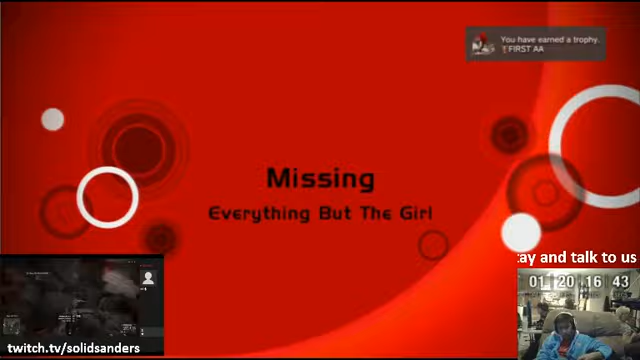 You have earned a trophy.
FIRST AA
Missing
Everything But The Girl
tay and talk to us
01 20 16 43
twitch.tv/solidsanders